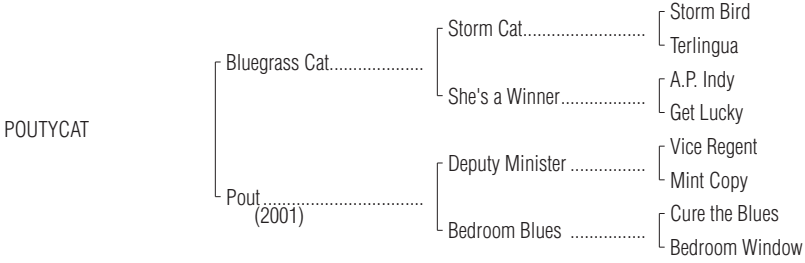 Storm Bird
Storm Cat..........................
Terlingua
Bluegrass Cat....................
A.P. Indy
She's a Winner..................
Get Lucky
POUTYCAT
Vice Regent
Deputy Minister ................
Mint Copy
Pout..................................
(2001)
Cure the Blues
Bedroom Blues ................
Bedroom Window